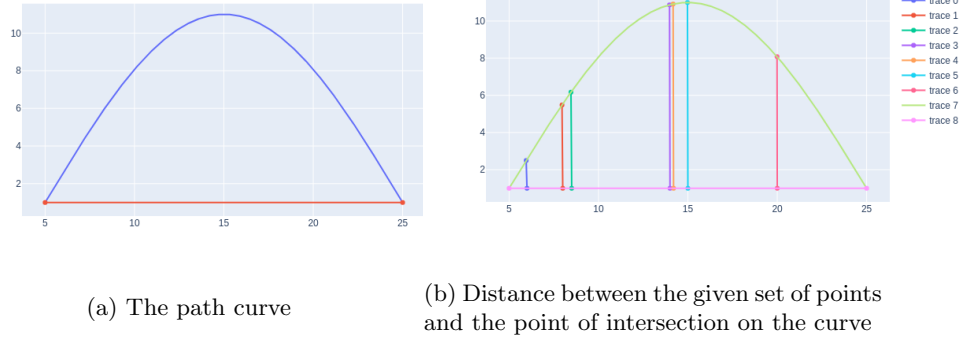 10
8
6
4
2
5
10
15
20
25
10
8
6
4
2
5
10
15
20
25
trace 1
trace 2
trace 3
trace 4
trace 5
trace 6
trace 7
trace 8
(a) The path curve
(b) Distance between the given set of points
and the point of intersection on the curve